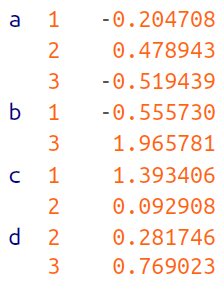 a 1 -0.204708
2 0.478943
3 -0.519439
b 1 -0.555730
3 1.965781
c 1 1.393406
2 0.092908
d 2 0.281746
3 0.769023